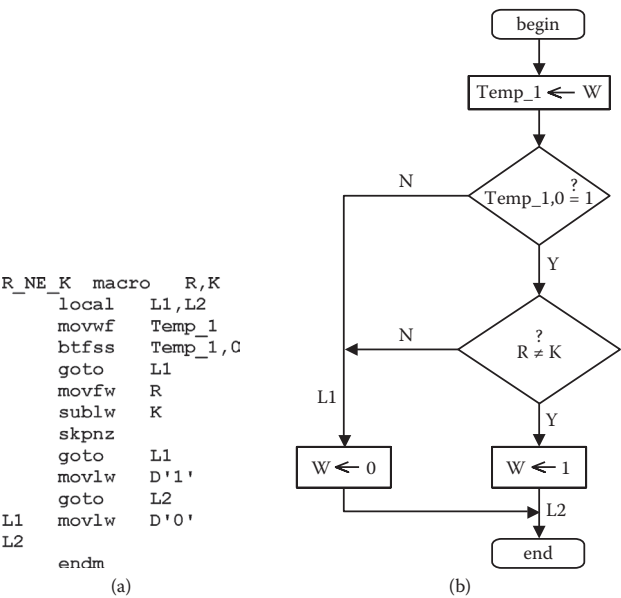 R_NE_K macro R,K
local L1,L2
movwf Temp_1
btfss Temp_1,0
goto L1
movfw R
sublw K
skpnz
goto L1
movlw D'1'
goto L2
L1 movlw D'0'
L2
endm
(a)
begin
Temp_1 ← W
?
Temp_1,0 = 1
N
Y
?
R ≠ K
N
Y
L1
W ← 0
W ← 1
L2
end
(b)